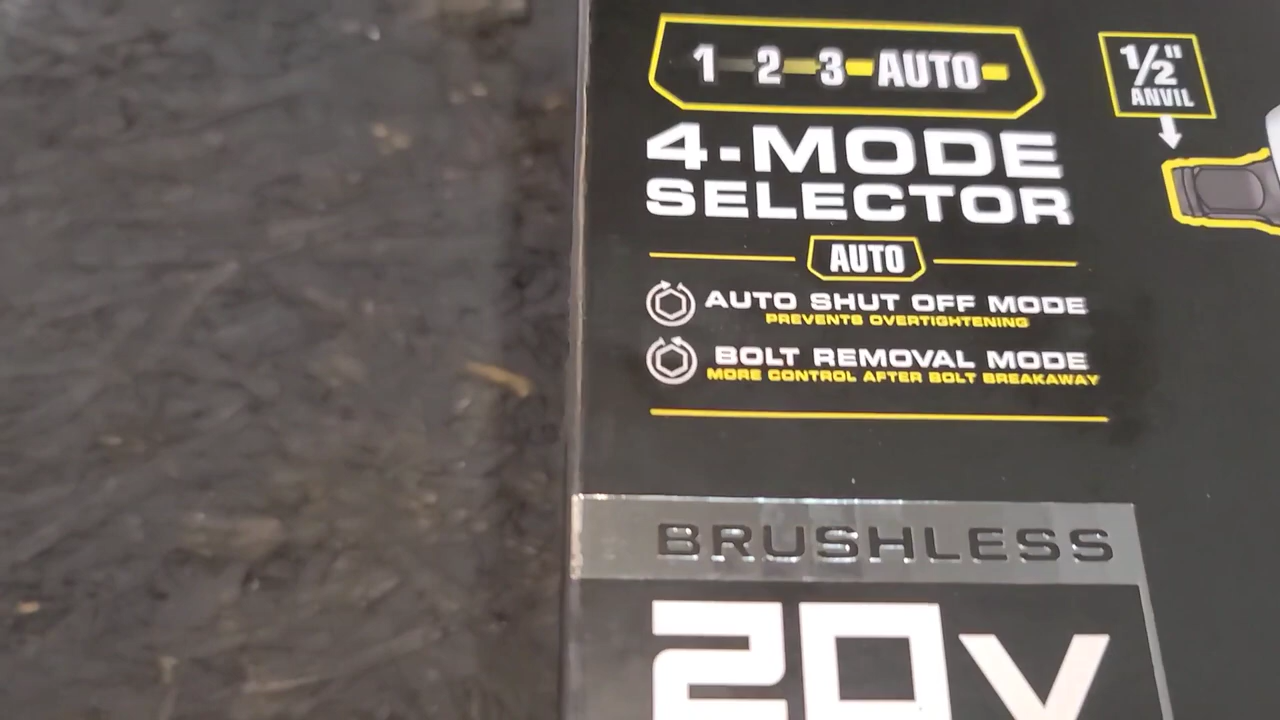 1 2 3 AUTO
1/2"
ANVIL
4-MODE
SELECTOR
AUTO
AUTO SHUT OFF MODE
PREVENTS OVERTIGHTENING
BOLT REMOVAL MODE
MORE CONTROL AFTER BOLT BREAKAWAY
BRUSHLESS
20V